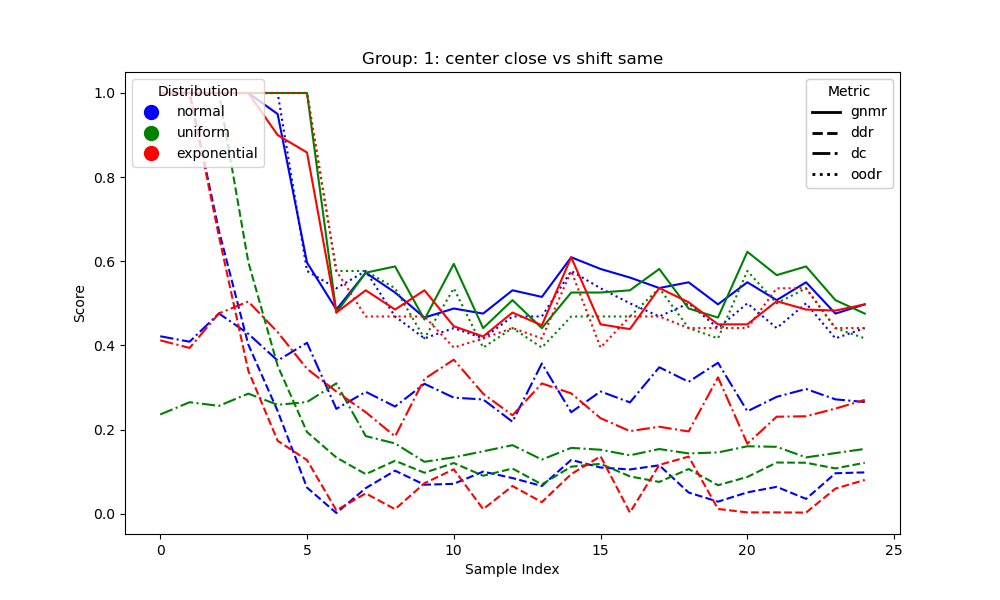 Group: 1: center close vs shift same
Score
1.0
0.8
0.6
0.4
0.2
0.0
Distribution
normal
uniform
exponential
Metric
gnmr
ddr
dc
oodr
0 5 10 15 20 25
Sample Index